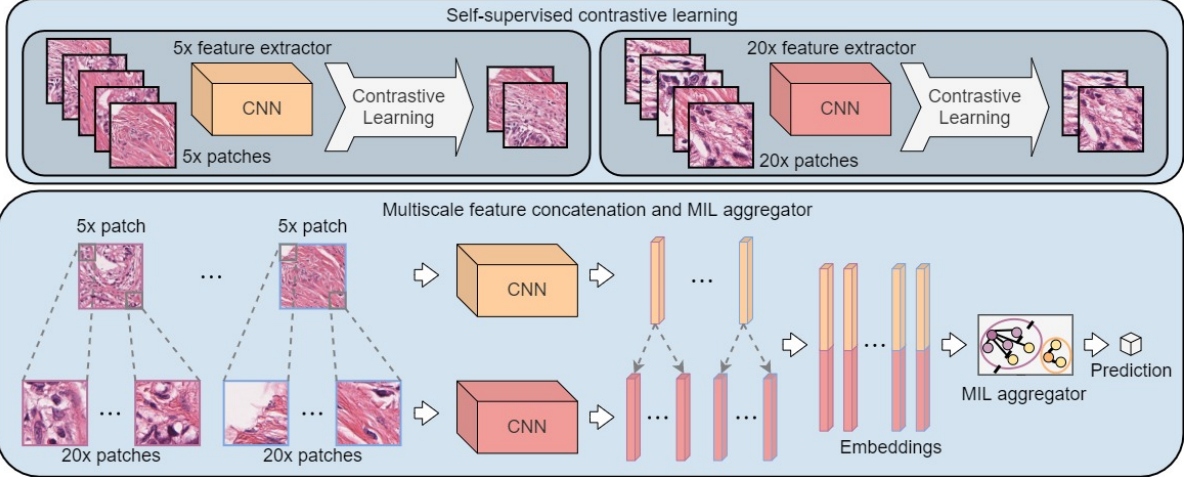 Self-supervised contrastive learning
5x feature extractor
CNN
Contrastive
Learning
5x patches
20x feature extractor
CNN
Contrastive
Learning
20x patches
Multiscale feature concatenation and MIL aggregator
5x patch
...
5x patch
CNN
...
...
20x patches
...
...
20x patches
CNN
...
...
...
Embeddings
MIL aggregator
Prediction